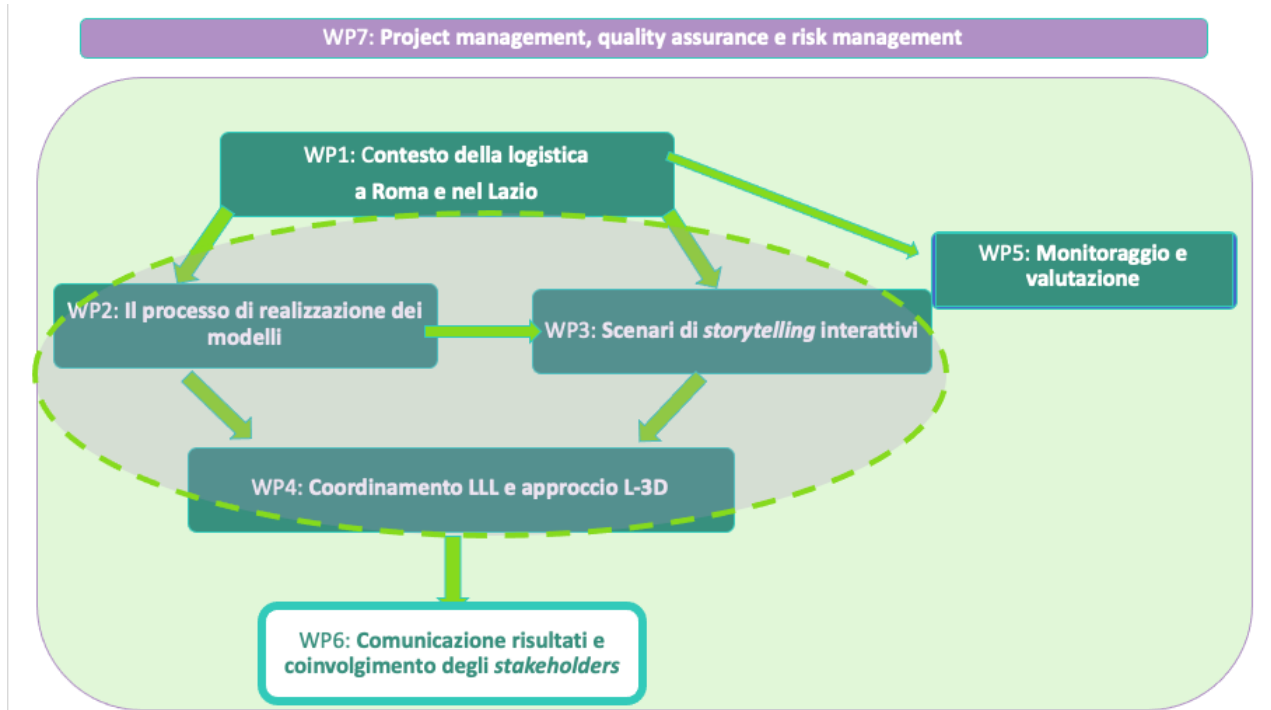 WP7: Project management, quality assurance e risk management
WP1: Contesto della logistica
a Roma e nel Lazio
WP5: Monitoraggio e
valutazione
WP2: Il processo di realizzazione dei
modelli
WP3: Scenari di storytelling interattivi
WP4: Coordinamento LLL e approccio L-3D
WP6: Comunicazione risultati e
coinvolgimento degli stakeholders